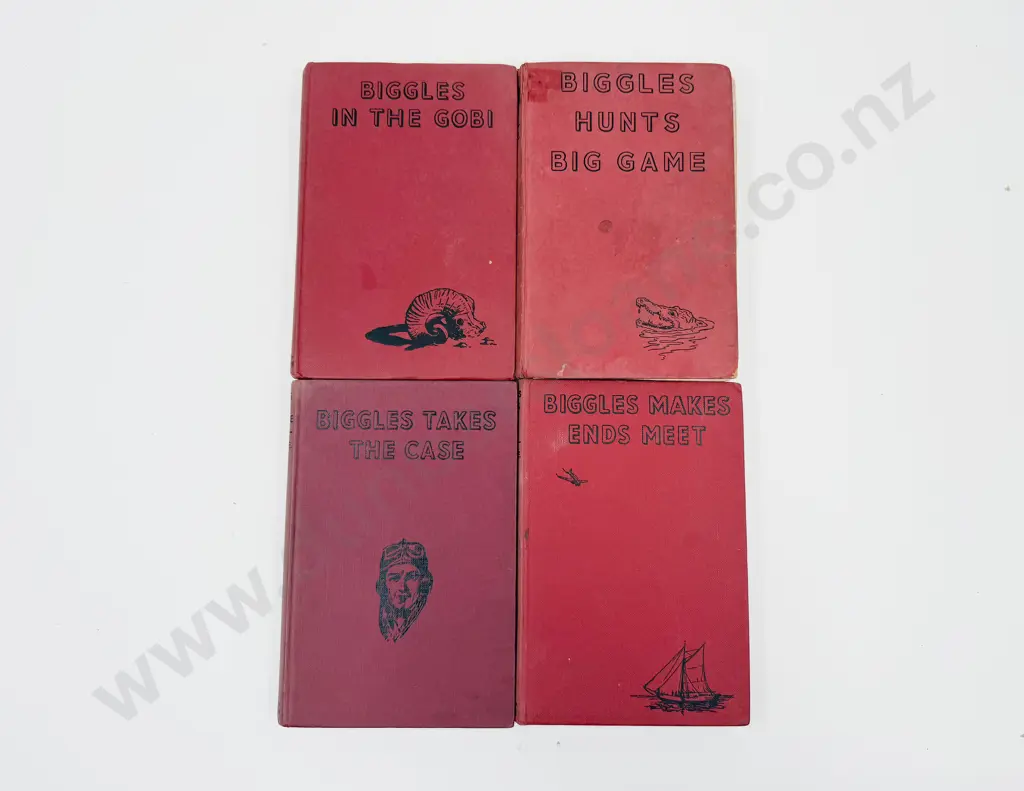 BIGGLES
IN THE GOBI
BIGGLES
HUNTS
BIG GAME
BIGGLES TAKES
THE CASE
BIGGLES MAKES
ENDS MEET